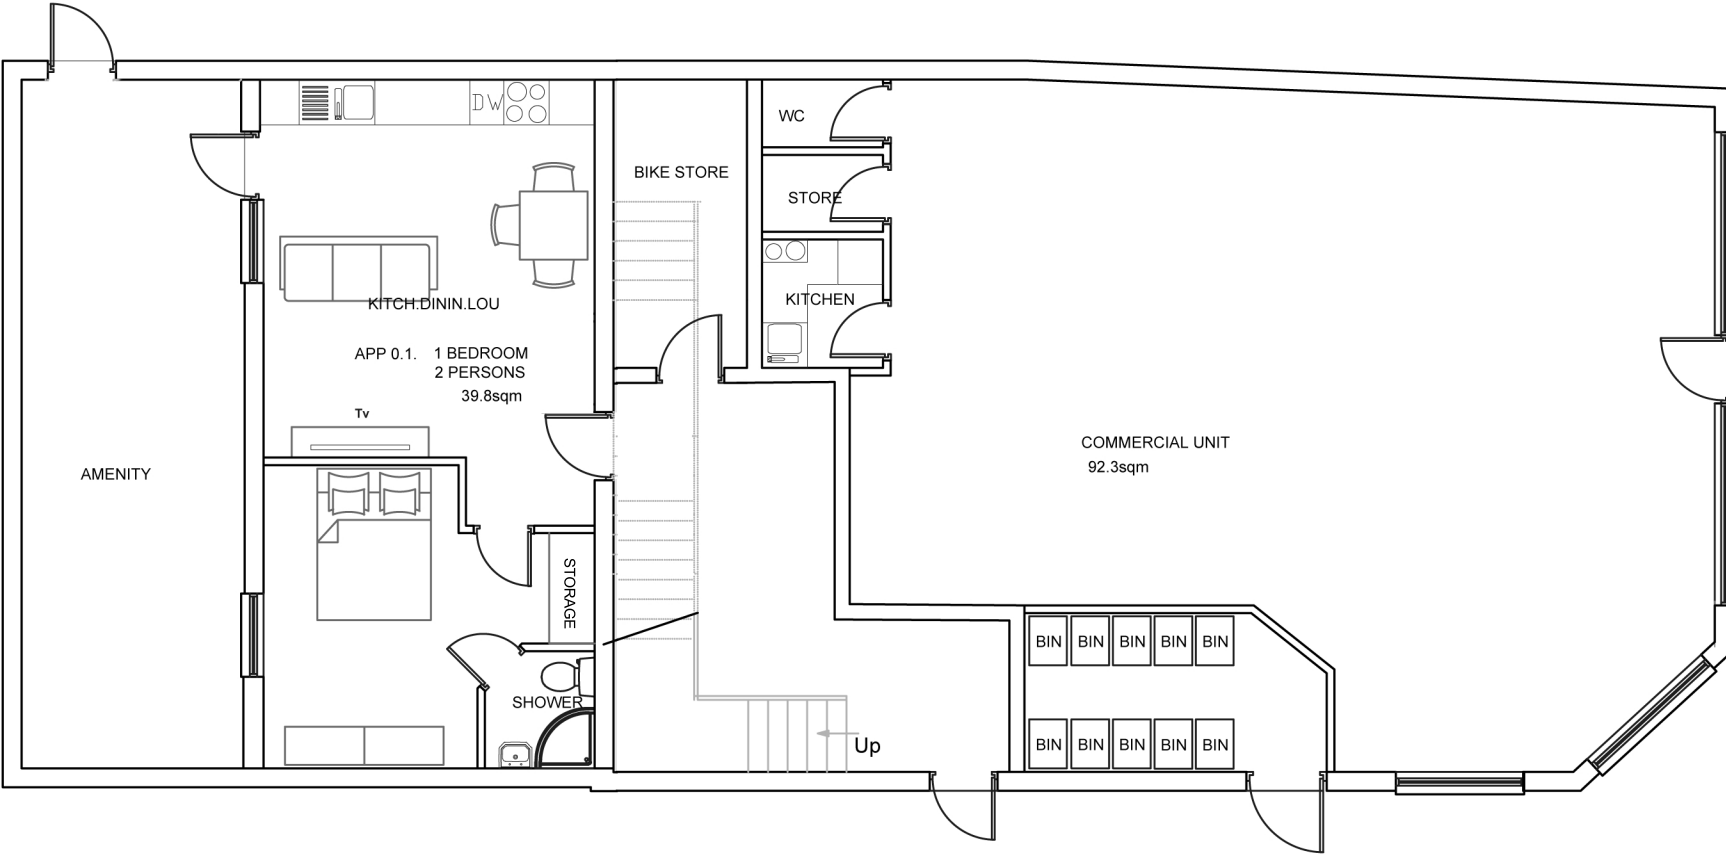 WC
DW
BIKE STORE
STORE
KITCHEN
KITCH.DININ.LOU
APP 0.1. 1 BEDROOM
2 PERSONS
39.8sqm
Tv
COMMERCIAL UNIT
92.3sqm
AMENITY
STORAGE
SHOWER
BIN BIN BIN BIN BIN
BIN BIN BIN BIN BIN
Up